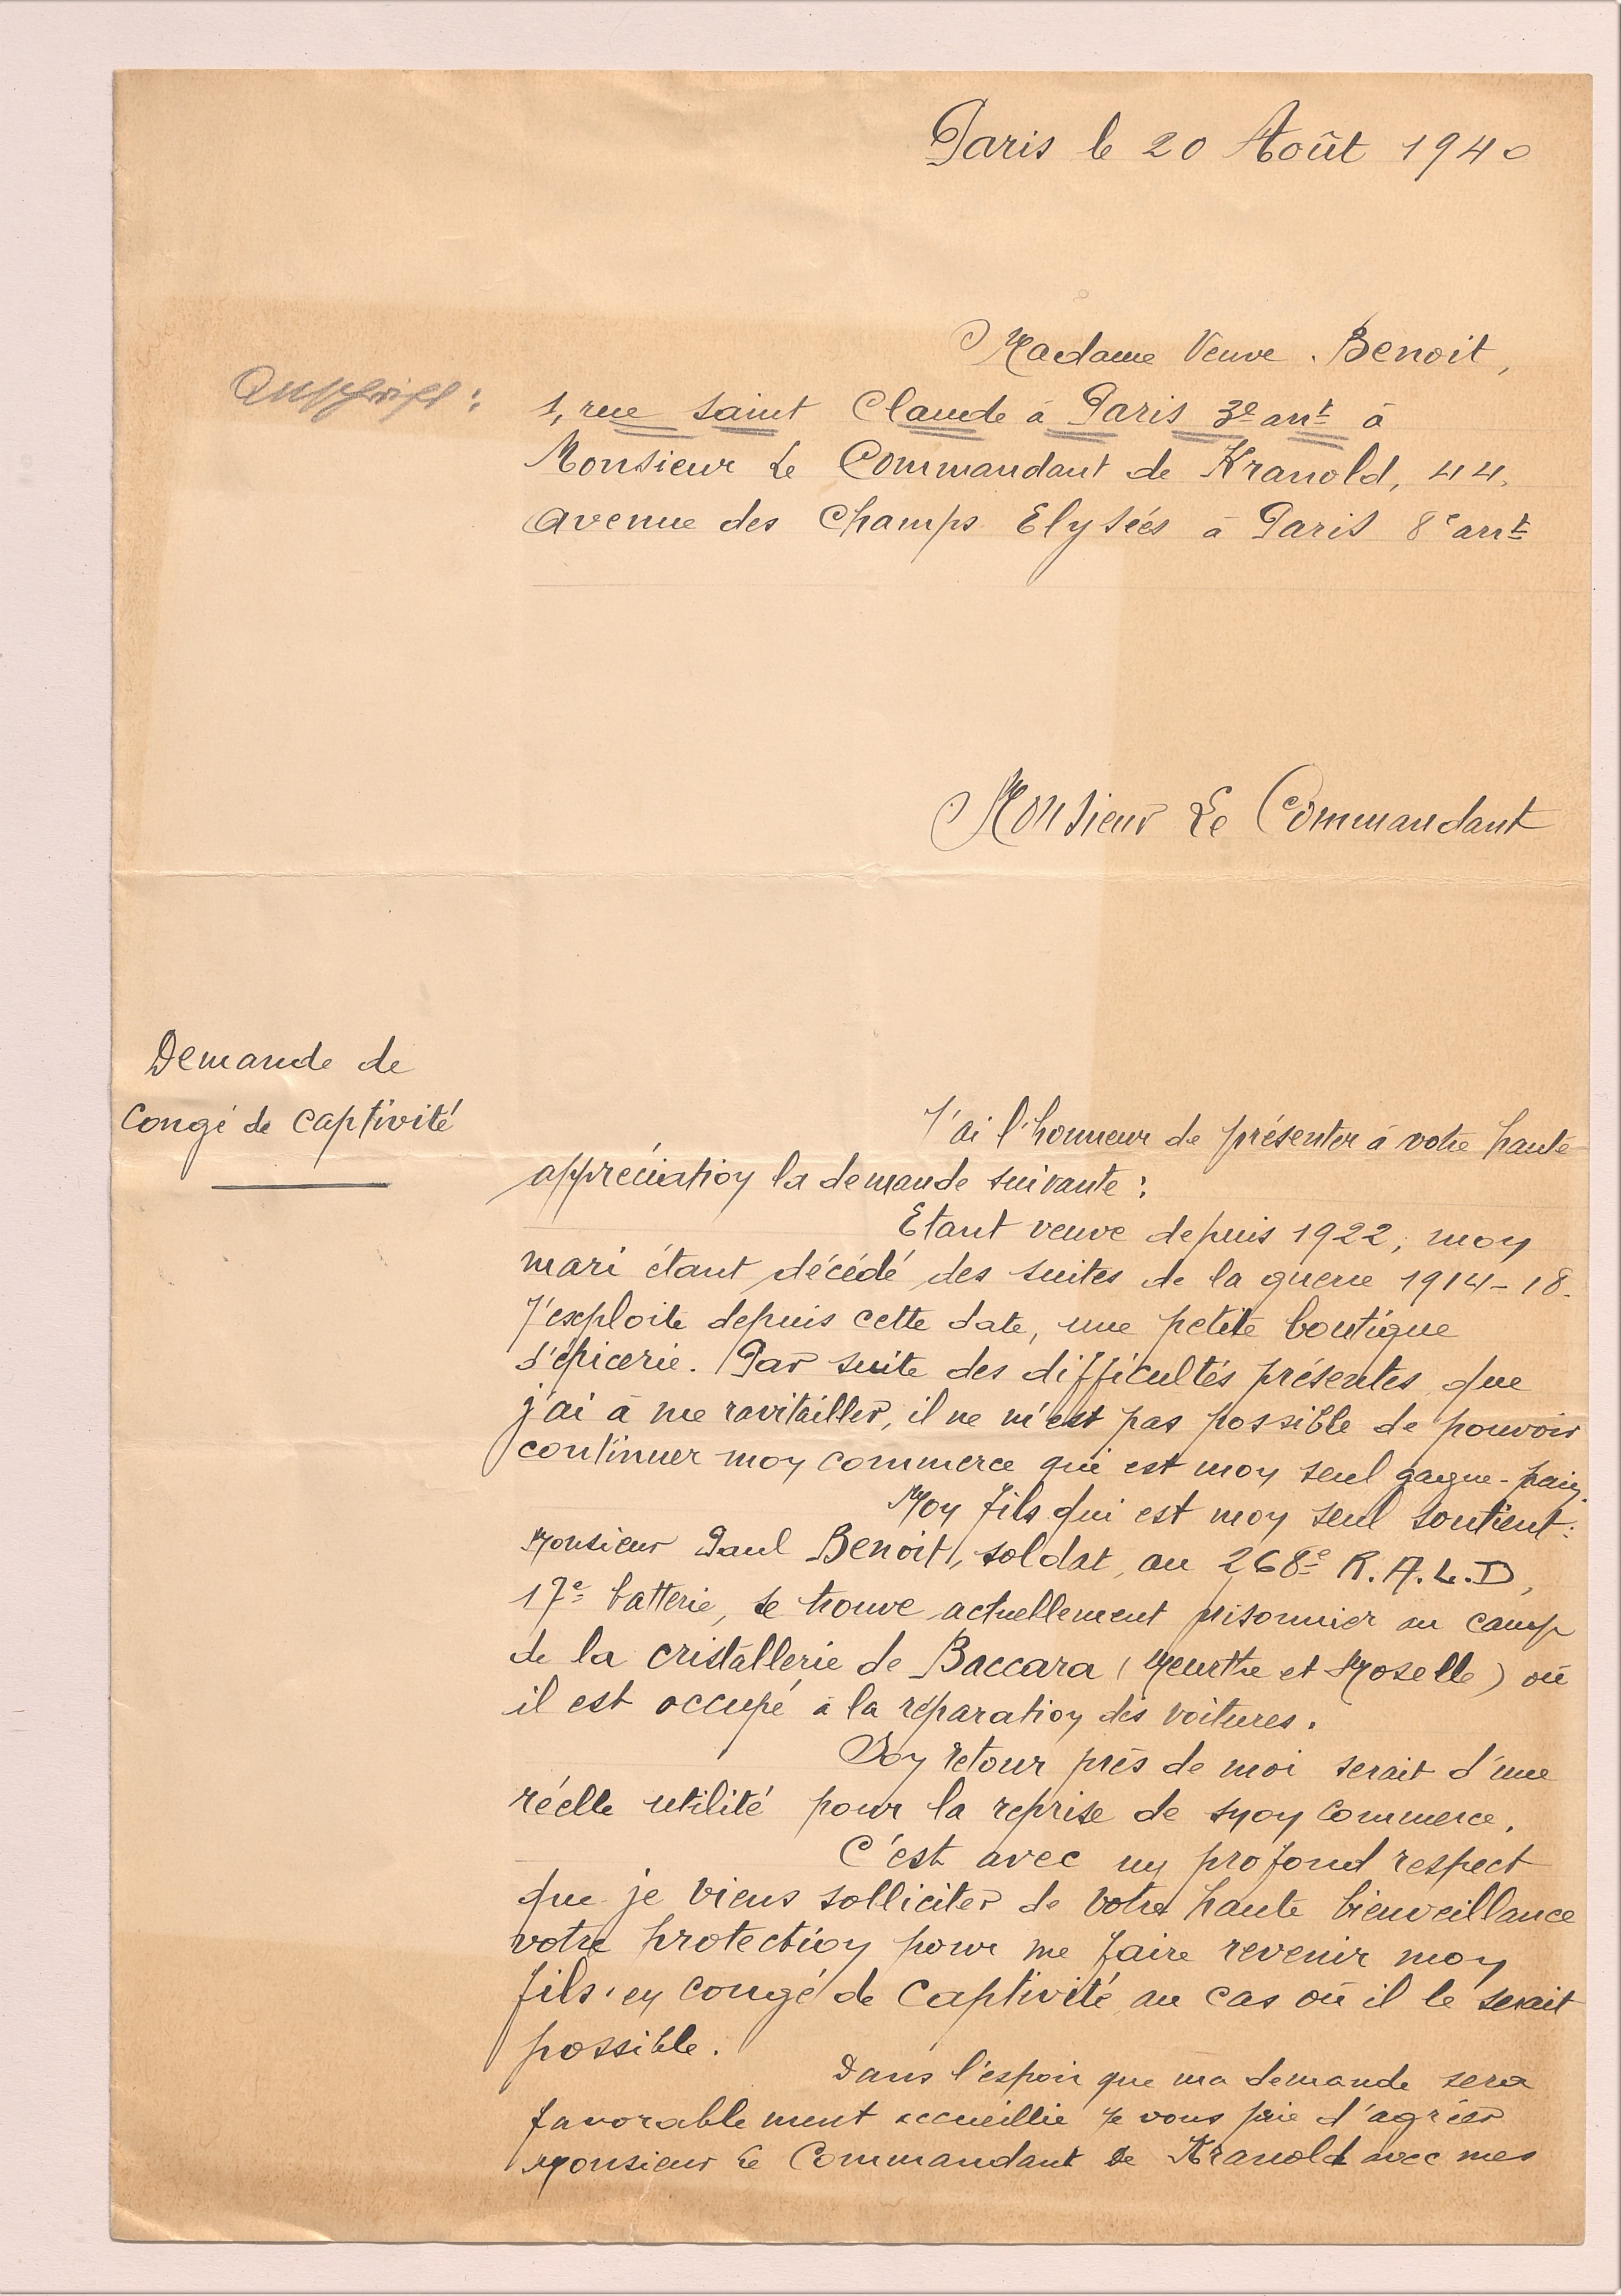 Paris le 20 Août 1940
Madame Veuve Benoit,
Anschrift :
1, rue Saint Claude à Paris 3e arrt à
Monsieur Le Commandant de Kranold, 44,
Avenue des Champs Elysées à Paris 8e arrt
Monsieur Le Commandant
Demande de
Congé de Captivité
J'ai l'honneur de présenter à votre haute
appréciation la demande suivante :
Etant veuve depuis 1922, mon
mari étant décédé des suites de la guerre 1914-18.
J'exploite depuis cette date, une petite boutique
d'épicerie. Par suite des difficultés présentes que
j'ai à me ravitailler, il ne m'est pas possible de pouvoir
continuer mon commerce qui est mon seul gagne-pain.
Mon fils qui est mon seul soutient :
Monsieur Paul Benoit, soldat, au 268e R.A.L.D,
17e batterie, se trouve actuellement prisonnier au camp
de la cristallerie de Baccara (Meurthe et Moselle) où
il est occupé à la réparation des voitures.
Son retour près de moi serait d'une
réelle utilité pour la reprise de mon commerce.
C'est avec un profond respect
que je viens solliciter de votre haute bienveillance
votre protection pour me faire revenir mon
fils, en congé de captivité au cas où il le serait
possible.
Dans l'espoir que ma demande sera
favorablement accueillie je vous prie d'agréer
Monsieur le Commandant de Kranold avec mes